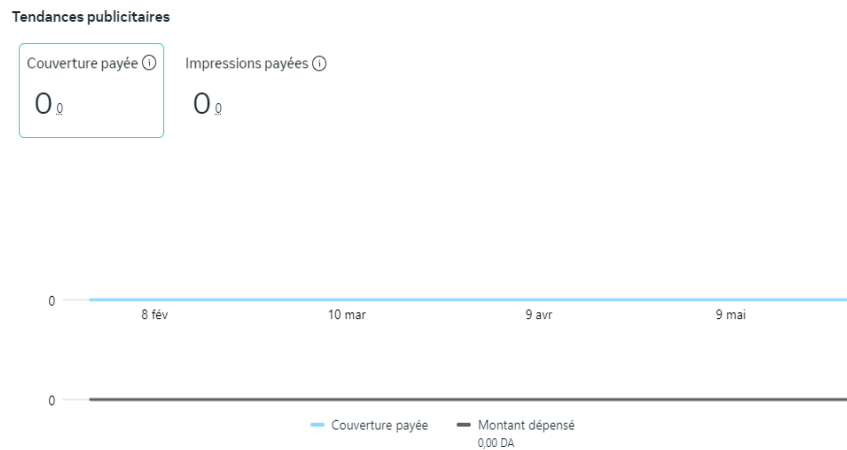 Tendances publicitaires
Couverture payée
Impressions payées
0 0
0 0
0
8 fév
10 mar
9 avr
9 mai
0
Couverture payée
Montant dépensé
0,00 DA